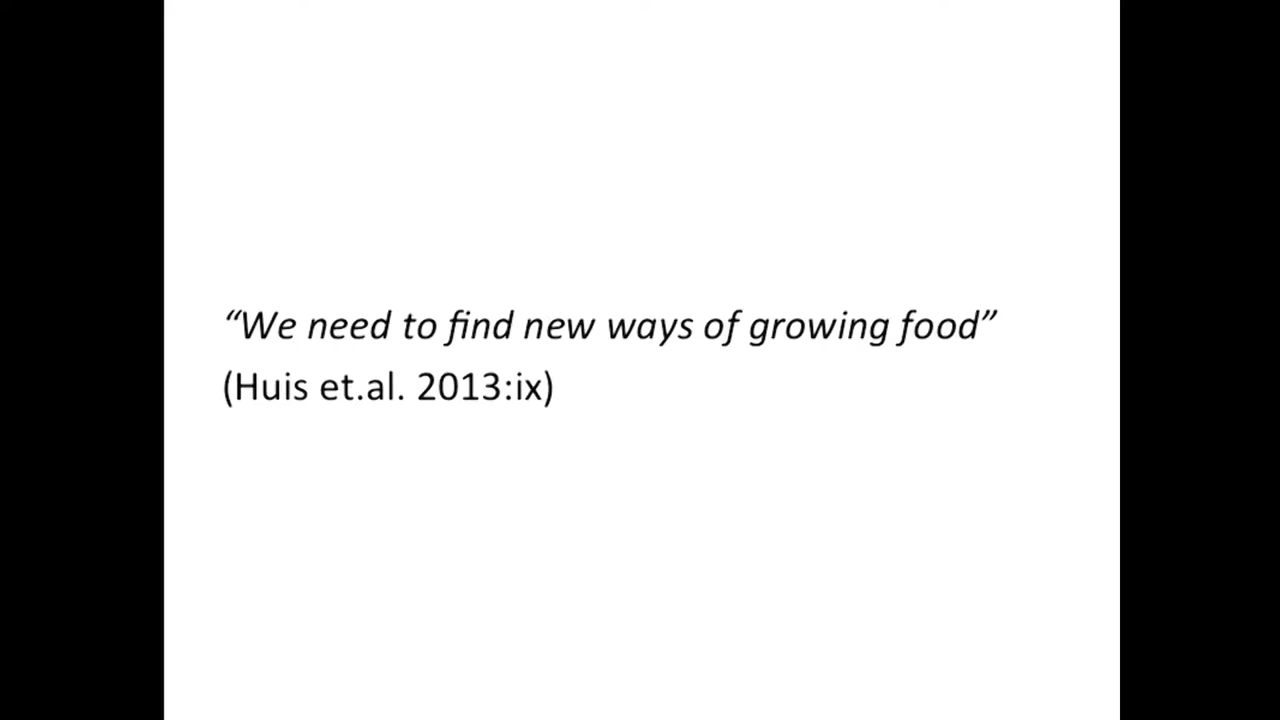 “We need to find new ways of growing food”
(Huis et.al. 2013:ix)